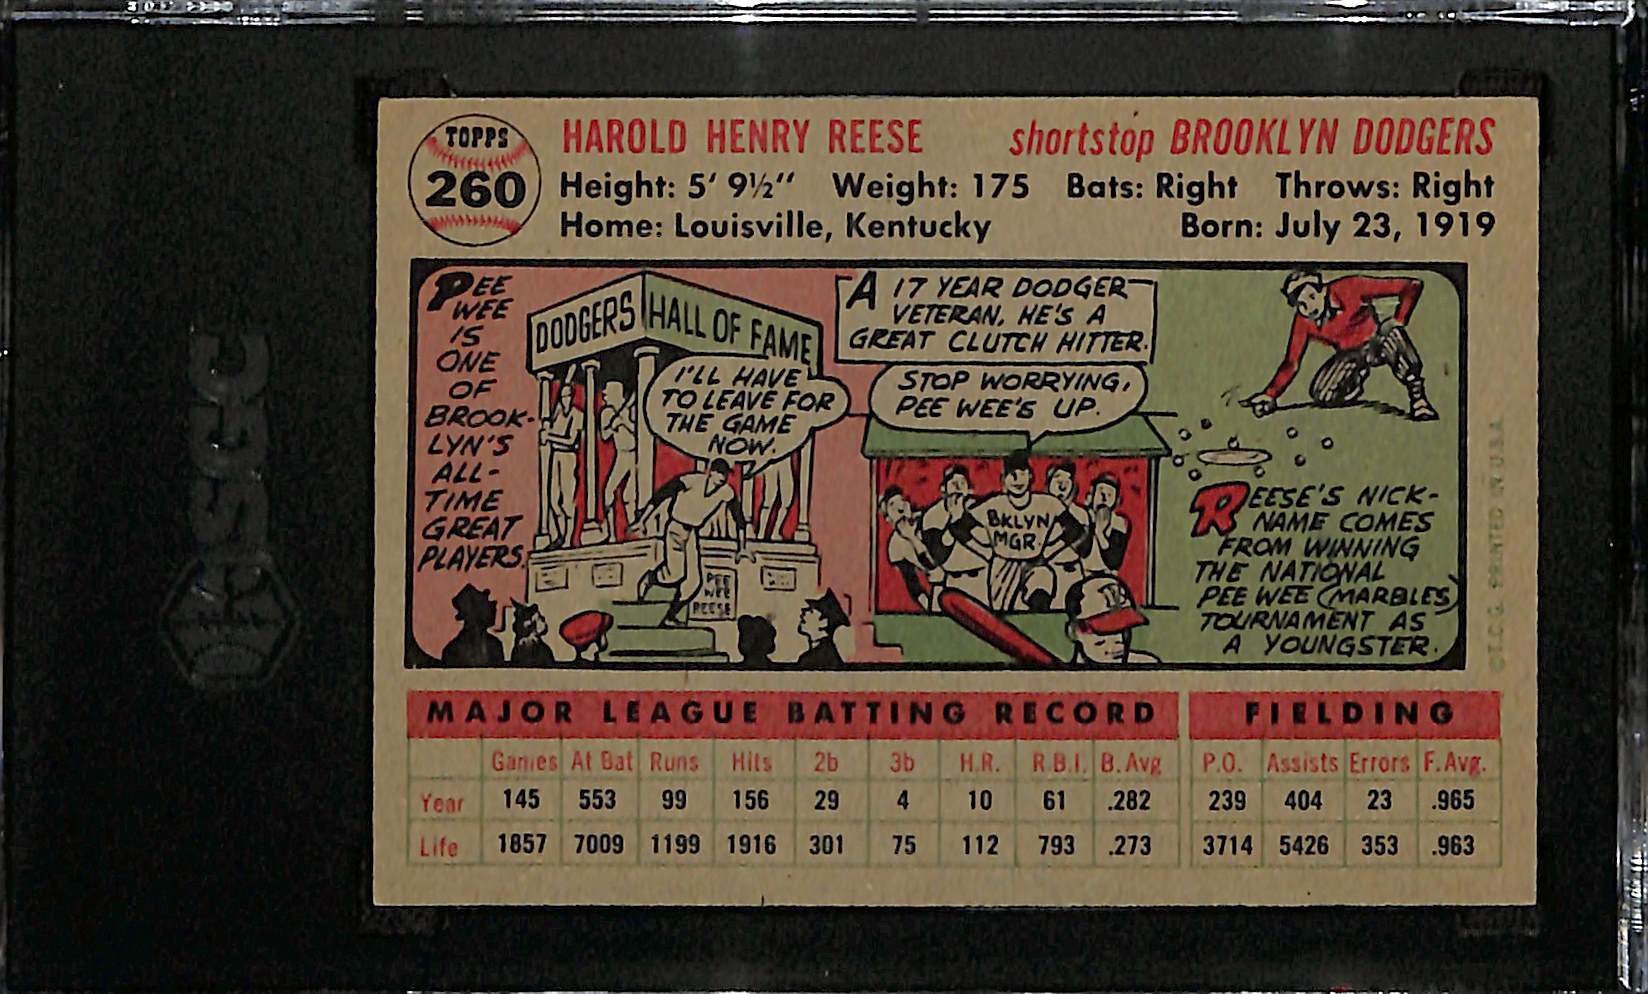 TOPPS
260
HAROLD HENRY REESE shortstop BROOKLYN DODGERS
Height: 5' 9½" Weight: 175 Bats: Right Throws: Right
Home: Louisville, Kentucky Born: July 23, 1919
PEE
WEE
IS
ONE
OF
BROOK-
LYN'S
ALL-
TIME
GREAT
PLAYERS.
DODGERS HALL OF FAME
I'LL HAVE
TO LEAVE FOR
THE GAME
NOW.
PEE
WEE
REESE
A 17 YEAR DODGER
VETERAN, HE'S A
GREAT CLUTCH HITTER.
STOP WORRYING,
PEE WEE'S UP.
BKLYN
MGR.
REESE'S NICK-
NAME COMES
FROM WINNING
THE NATIONAL
PEE WEE (MARBLES)
TOURNAMENT AS
A YOUNGSTER.
©T.C.G. PRINTED IN U.S.A.
MAJOR LEAGUE BATTING RECORD FIELDING
Games At Bat Runs Hits 2b 3b H.R. R.B.I. B. Avg P.O. Assists Errors F. Avg.
Year 145 553 99 156 29 4 10 61 .282 239 404 23 .965
Life 1857 7009 1199 1916 301 75 112 793 .273 3714 5426 353 .963
SGC